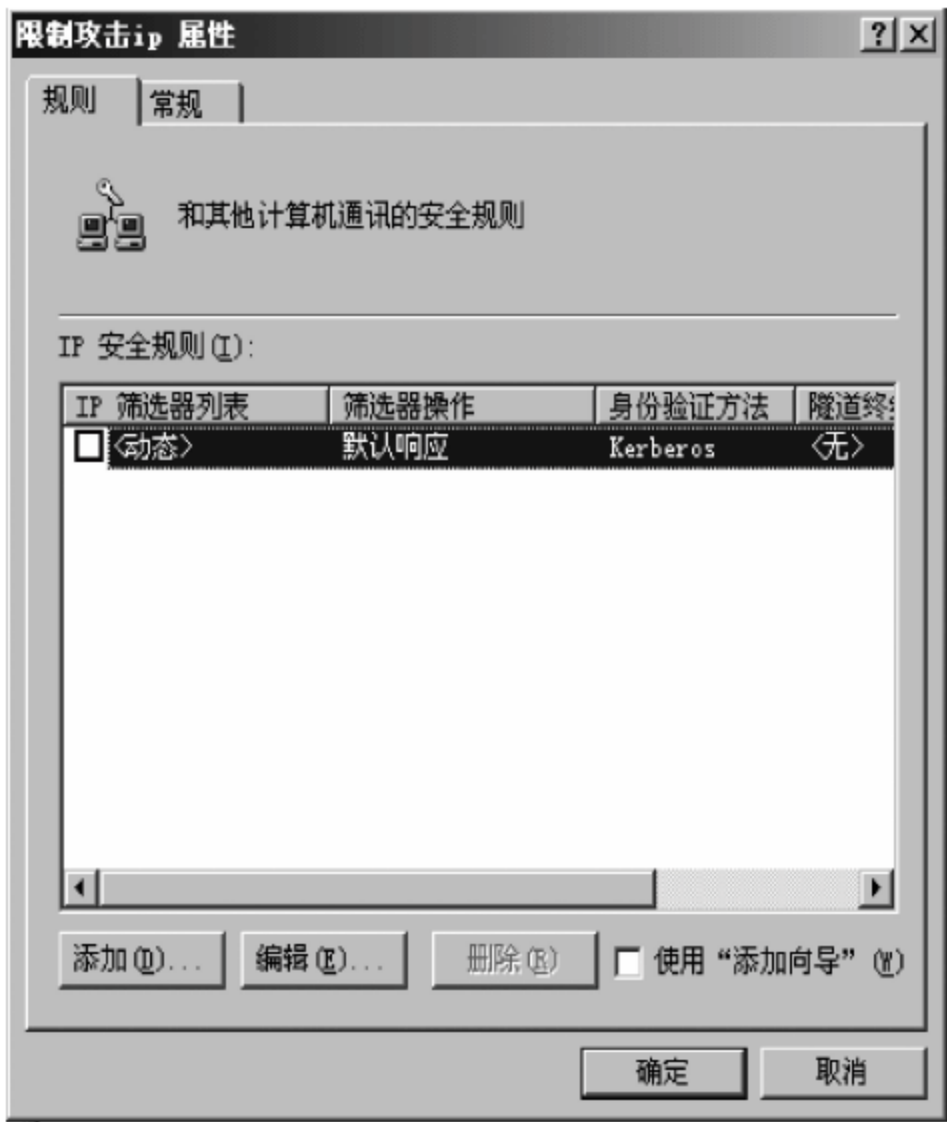 限制攻击ip 属性
规则 常规
和其他计算机通讯的安全规则
IP 安全规则(I):
IP 筛选器列表 筛选器操作 身份验证方法 隧道终
<动态> 默认响应 Kerberos <无>
添加(D)... 编辑(E)... 删除(R) 使用“添加向导” (W)
确定 取消